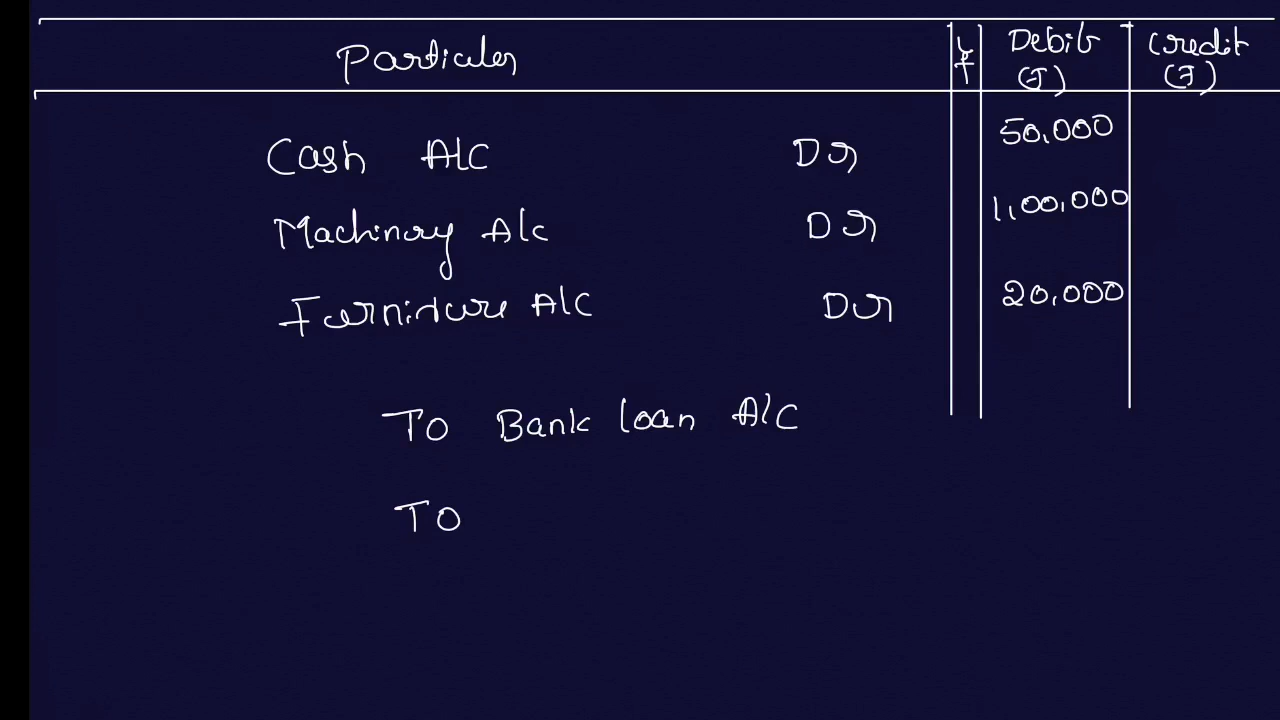 Particular L/F Debit Credit
(₹) (₹)
Cash A/c Dr 50,000
Machinery A/c Dr 1,00,000
Furniture A/c Dr 20,000
To Bank loan A/c
To